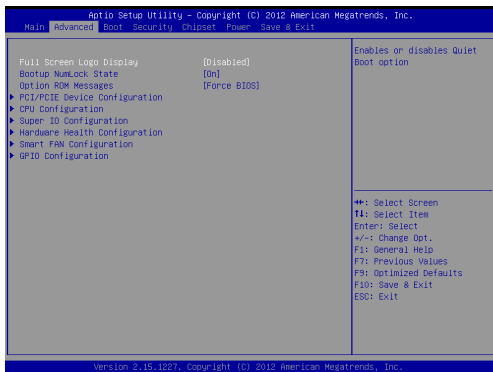 Aptio Setup Utility – Copyright (C) 2012 American Megatrends, Inc.
Main Advanced Boot Security Chipset Power Save & Exit
Full Screen Logo Display [Disabled]
Bootup NumLock State [On]
Option ROM Messages [Force BIOS]
PCI/PCIE Device Configuration
CPU Configuration
Super IO Configuration
Hardware Health Configuration
Smart FAN Configuration
GPIO Configuration
Enables or disables Quiet
Boot option
→←: Select Screen
↑↓: Select Item
Enter: Select
+/-: Change Opt.
F1: General Help
F7: Previous Values
F9: Optimized Defaults
F10: Save & Exit
ESC: Exit
Version 2.15.1227. Copyright (C) 2012 American Megatrends, Inc.